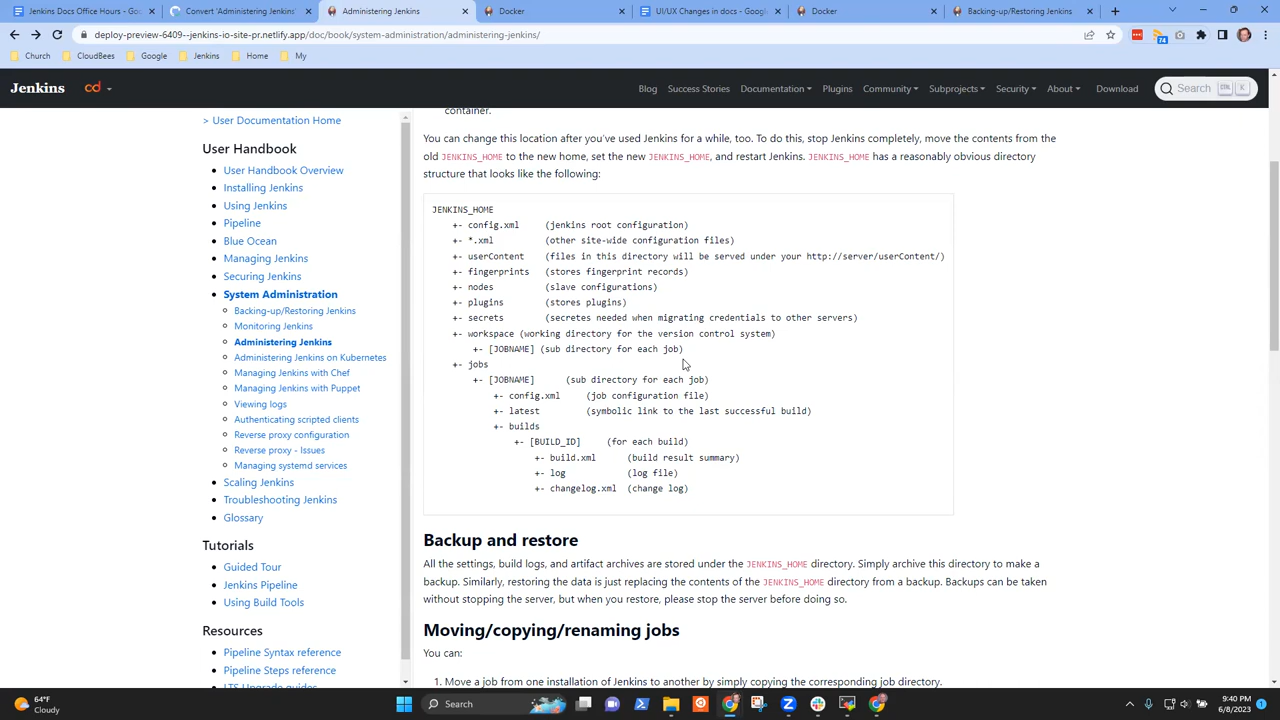 Jenkins Docs Office Hours - Goo
Convert 'Administering Jenkins'
Administering Jenkins
Docker
UI/UX Changes in docs - Google
Docker
Backing-up/Restoring Jenkins
deploy-preview-6409--jenkins-io-site-pr.netlify.app/doc/book/system-administration/administering-jenkins/
74
Church
CloudBees
Google
Jenkins
Home
My
Jenkins
cd
Blog
Success Stories
Documentation
Plugins
Community
Subprojects
Security
About
Download
Search
CTRL
K
> User Documentation Home
User Handbook
User Handbook Overview
Installing Jenkins
Using Jenkins
Pipeline
Blue Ocean
Managing Jenkins
Securing Jenkins
System Administration
Backing-up/Restoring Jenkins
Monitoring Jenkins
Administering Jenkins
Administering Jenkins on Kubernetes
Managing Jenkins with Chef
Managing Jenkins with Puppet
Viewing logs
Authenticating scripted clients
Reverse proxy configuration
Reverse proxy - Issues
Managing systemd services
Scaling Jenkins
Troubleshooting Jenkins
Glossary
Tutorials
Guided Tour
Jenkins Pipeline
Using Build Tools
Resources
Pipeline Syntax reference
Pipeline Steps reference
LTS Upgrade guides
container.
You can change this location after you've used Jenkins for a while, too. To do this, stop Jenkins completely, move the contents from the
old JENKINS_HOME to the new home, set the new JENKINS_HOME, and restart Jenkins. JENKINS_HOME has a reasonably obvious directory
structure that looks like the following:
JENKINS_HOME
+- config.xml (jenkins root configuration)
+- *.xml (other site-wide configuration files)
+- userContent (files in this directory will be served under your http://server/userContent/)
+- fingerprints (stores fingerprint records)
+- nodes (slave configurations)
+- plugins (stores plugins)
+- secrets (secretes needed when migrating credentials to other servers)
+- workspace (working directory for the version control system)
+- [JOBNAME] (sub directory for each job)
+- jobs
+- [JOBNAME] (sub directory for each job)
+- config.xml (job configuration file)
+- latest (symbolic link to the last successful build)
+- builds
+- [BUILD_ID] (for each build)
+- build.xml (build result summary)
+- log (log file)
+- changelog.xml (change log)
Backup and restore
All the settings, build logs, and artifact archives are stored under the JENKINS_HOME directory. Simply archive this directory to make a
backup. Similarly, restoring the data is just replacing the contents of the JENKINS_HOME directory from a backup. Backups can be taken
without stopping the server, but when you restore, please stop the server before doing so.
Moving/copying/renaming jobs
You can:
1. Move a job from one installation of Jenkins to another by simply copying the corresponding job directory.
64°F
Cloudy
Search
9:40 PM
6/8/2023